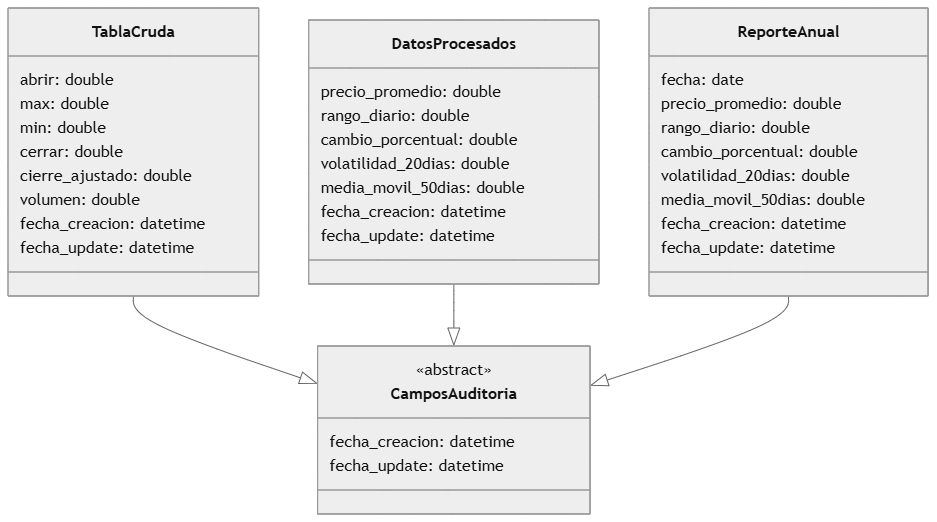 TablaCruda
abrir: double
max: double
min: double
cerrar: double
cierre_ajustado: double
volumen: double
fecha_creacion: datetime
fecha_update: datetime
DatosProcesados
precio_promedio: double
rango_diario: double
cambio_porcentual: double
volatilidad_20dias: double
media_movil_50dias: double
fecha_creacion: datetime
fecha_update: datetime
ReporteAnual
fecha: date
precio_promedio: double
rango_diario: double
cambio_porcentual: double
volatilidad_20dias: double
media_movil_50dias: double
fecha_creacion: datetime
fecha_update: datetime
«abstract»
CamposAuditoria
fecha_creacion: datetime
fecha_update: datetime